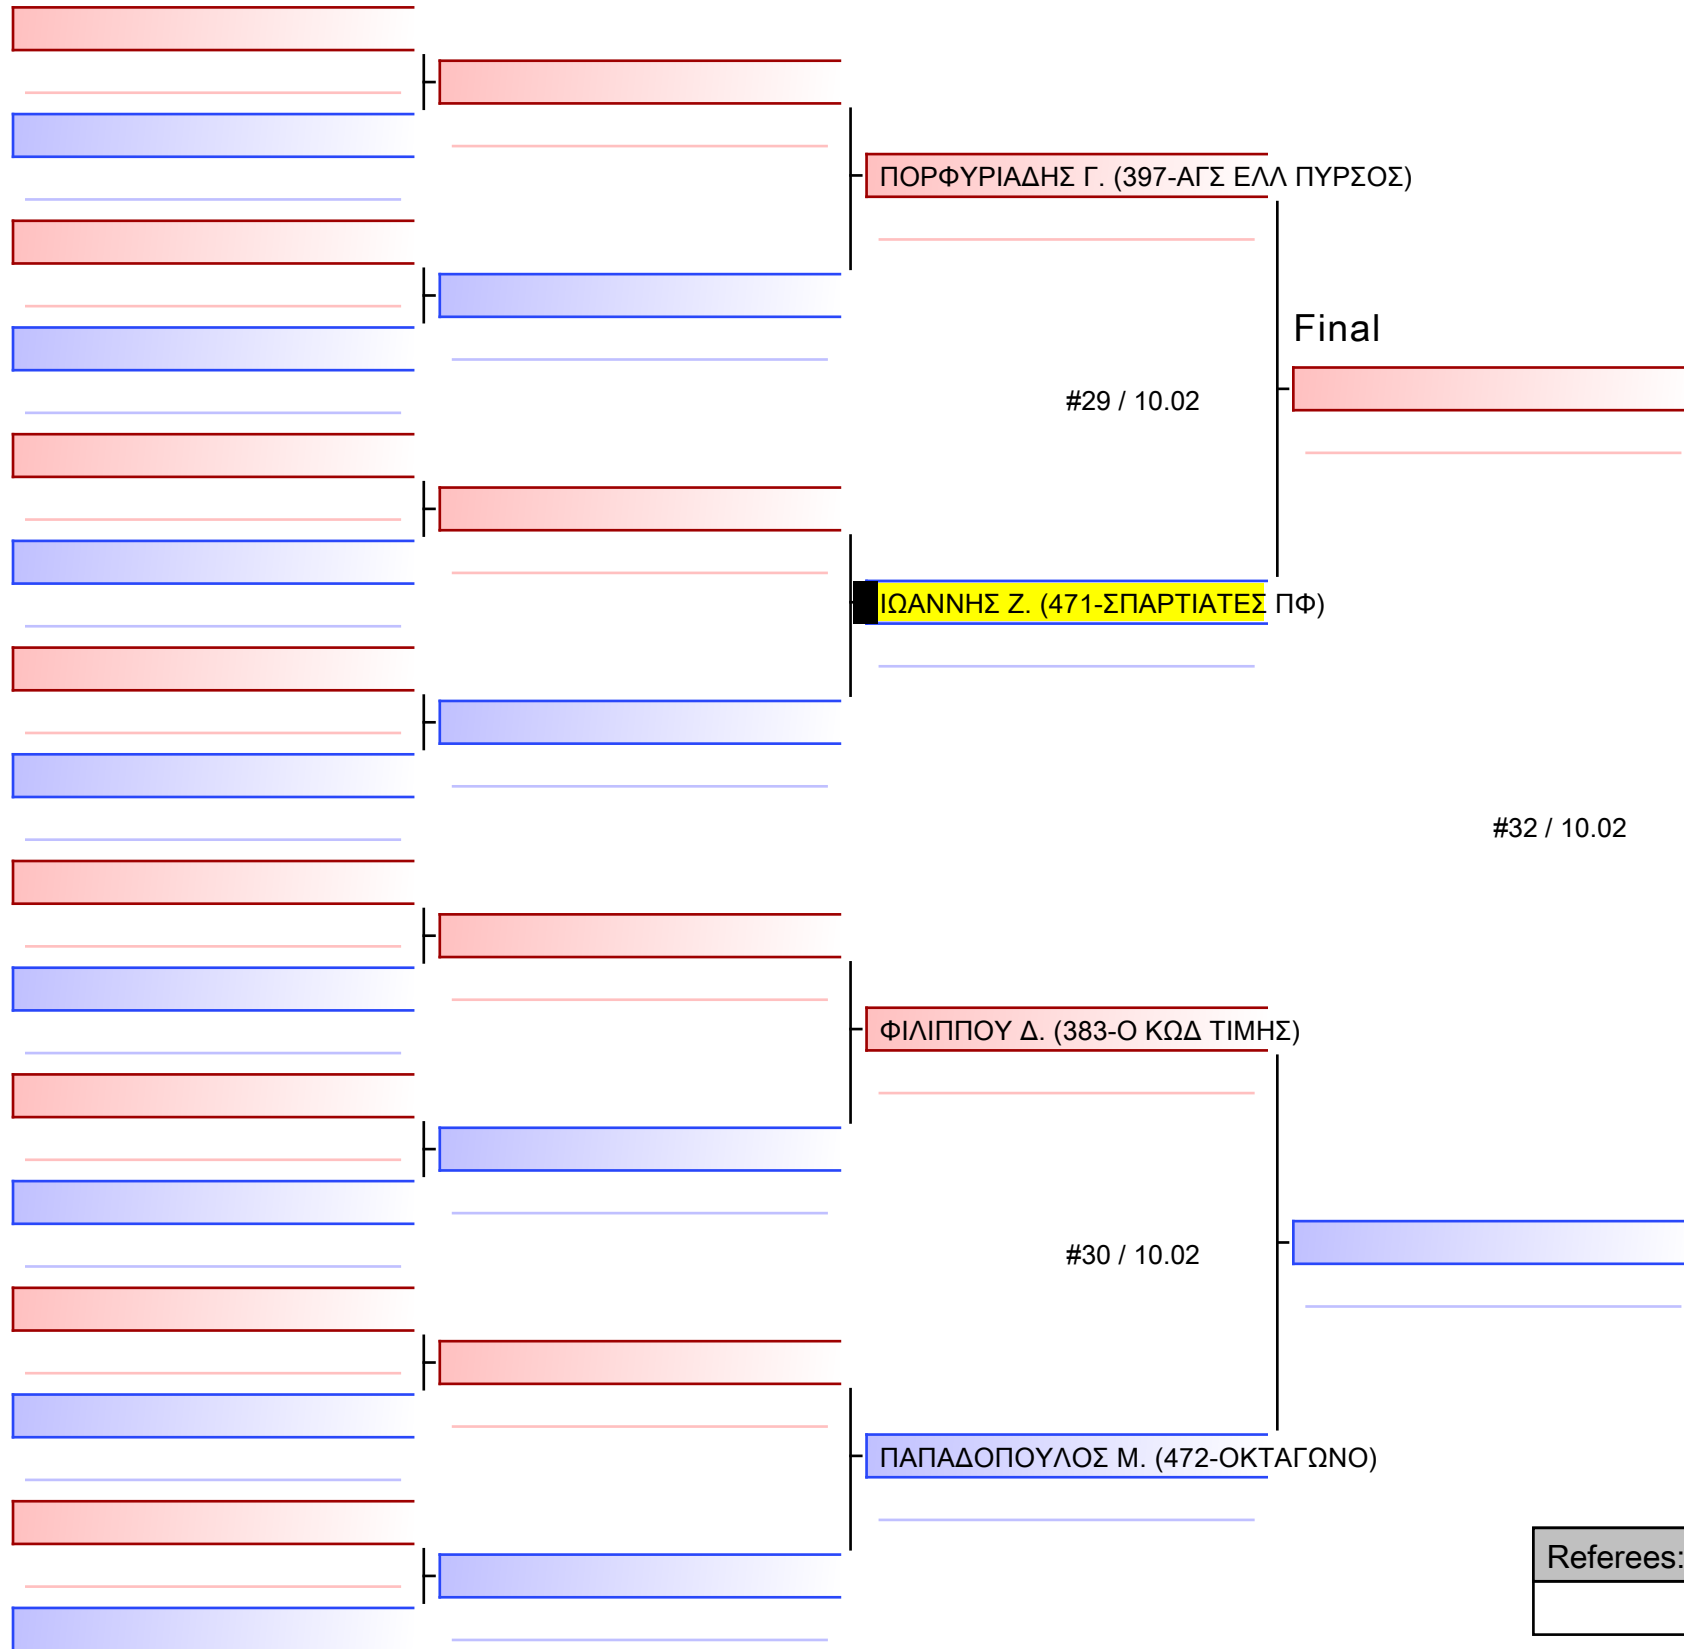 ΠΟΡΦΥΡΙΑΔΗΣ Γ. (397-ΑΓΣ ΕΛΛ ΠΥΡΣΟΣ)
Final
#29 / 10.02
ΙΩΑΝΝΗΣ Ζ. (471-ΣΠΑΡΤΙΑΤΕΣ ΠΦ)
#32 / 10.02
ΦΙΛΙΠΠΟΥ Δ. (383-Ο ΚΩΔ ΤΙΜΗΣ)
#30 / 10.02
ΠΑΠΑΔΟΠΟΥΛΟΣ Μ. (472-ΟΚΤΑΓΩΝΟ)
Referees: